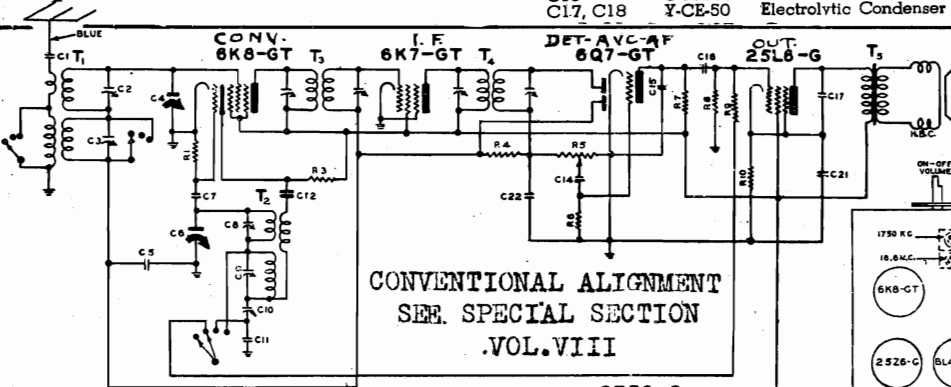 C17, C18 Y-CE-50 Electrolytic Condenser
BLUE
CONV.
6K8-GT
I.F.
6K7-GT
DET-AVC-AF
6Q7-GT
OUT.
25L6-G
C1
T1
T3
T4
T5
C2
C4
C15
R7
C16
R8
R9
C17
H.B.C.
C3
R1
R3
R4
R5
R10
C21
ON-OFF
VOLUME
C7
T2
C12
C22
C14
R6
C6
C8
1750 KC
C5
C9
18.6 M.C.
C10
C11
6K8-GT
CONVENTIONAL ALIGNMENT
SEE SPECIAL SECTION
.VOL.VIII
25Z6-G